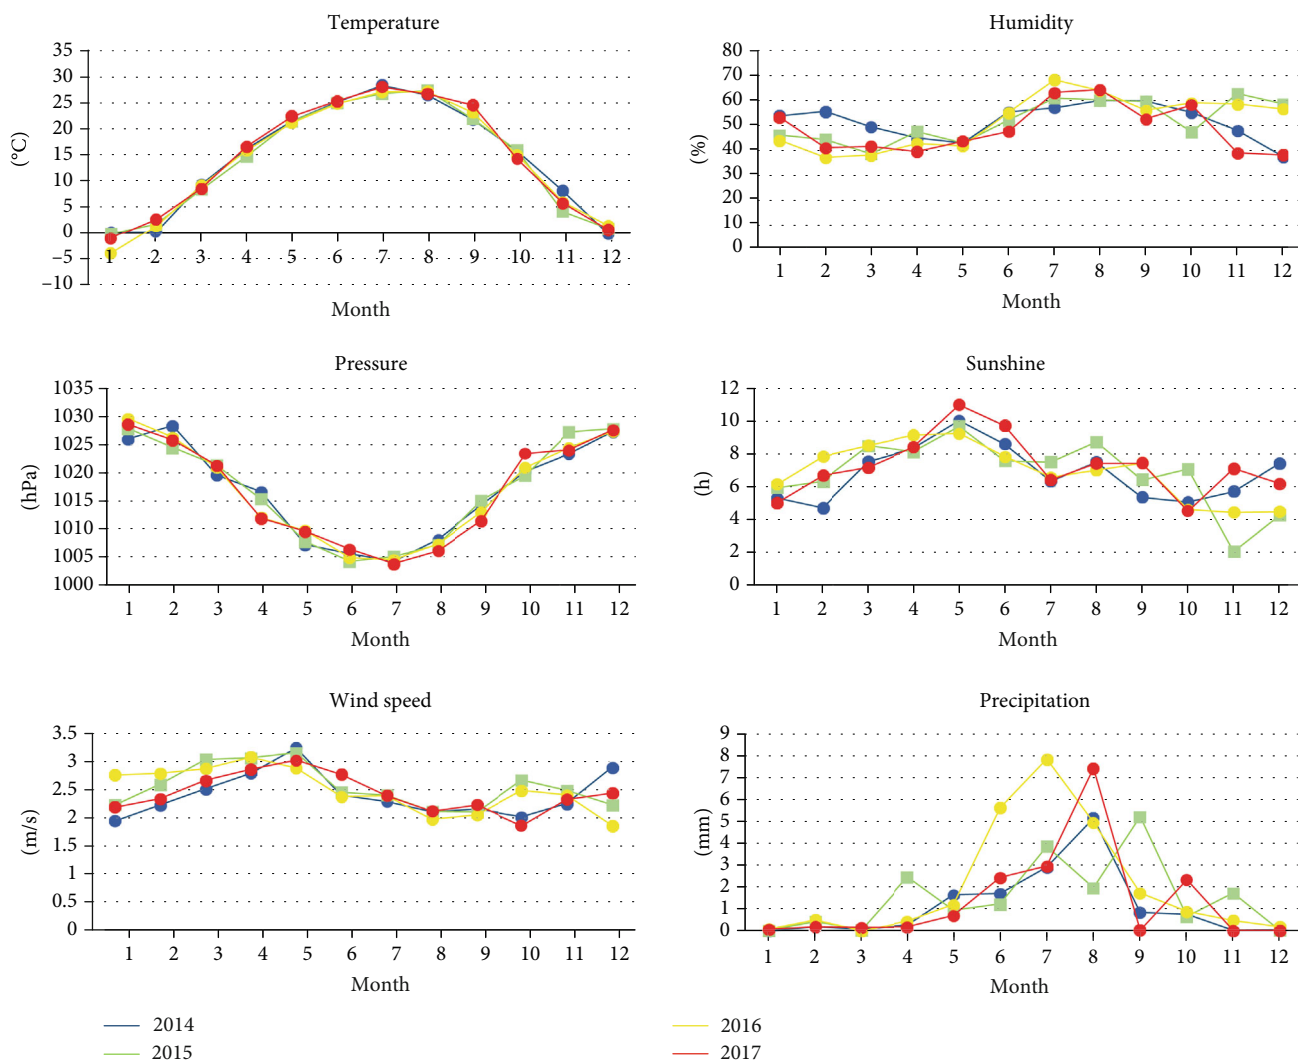 Temperature
35
30
25
20
15
10
5
0
−5
−10
(°C)
1 2 3 4 5 6 7 8 9 10 11 12
Month
Humidity
80
70
60
50
40
30
20
10
0
(%)
1 2 3 4 5 6 7 8 9 10 11 12
Month
Pressure
1035
1030
1025
1020
1015
1010
1005
1000
(hPa)
1 2 3 4 5 6 7 8 9 10 11 12
Month
Sunshine
12
10
8
6
4
2
0
(h)
1 2 3 4 5 6 7 8 9 10 11 12
Month
Wind speed
3.5
3
2.5
2
1.5
1
0.5
0
(m/s)
1 2 3 4 5 6 7 8 9 10 11 12
Month
Precipitation
9
8
7
6
5
4
3
2
1
0
(mm)
1 2 3 4 5 6 7 8 9 10 11 12
Month
2014
2015
2016
2017